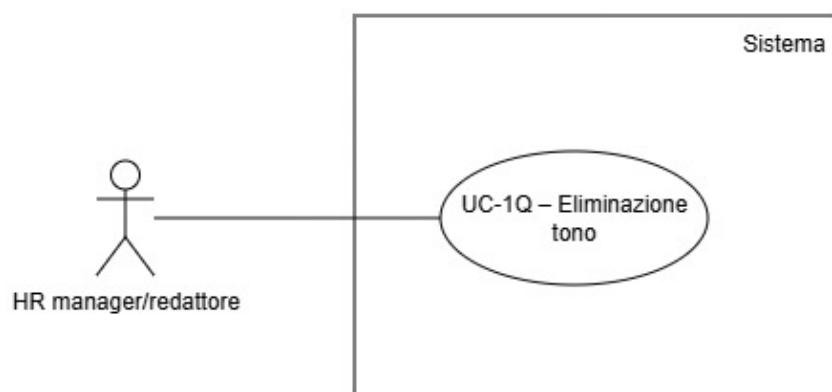 Sistema
UC-1Q – Eliminazione
tono
HR manager/redattore